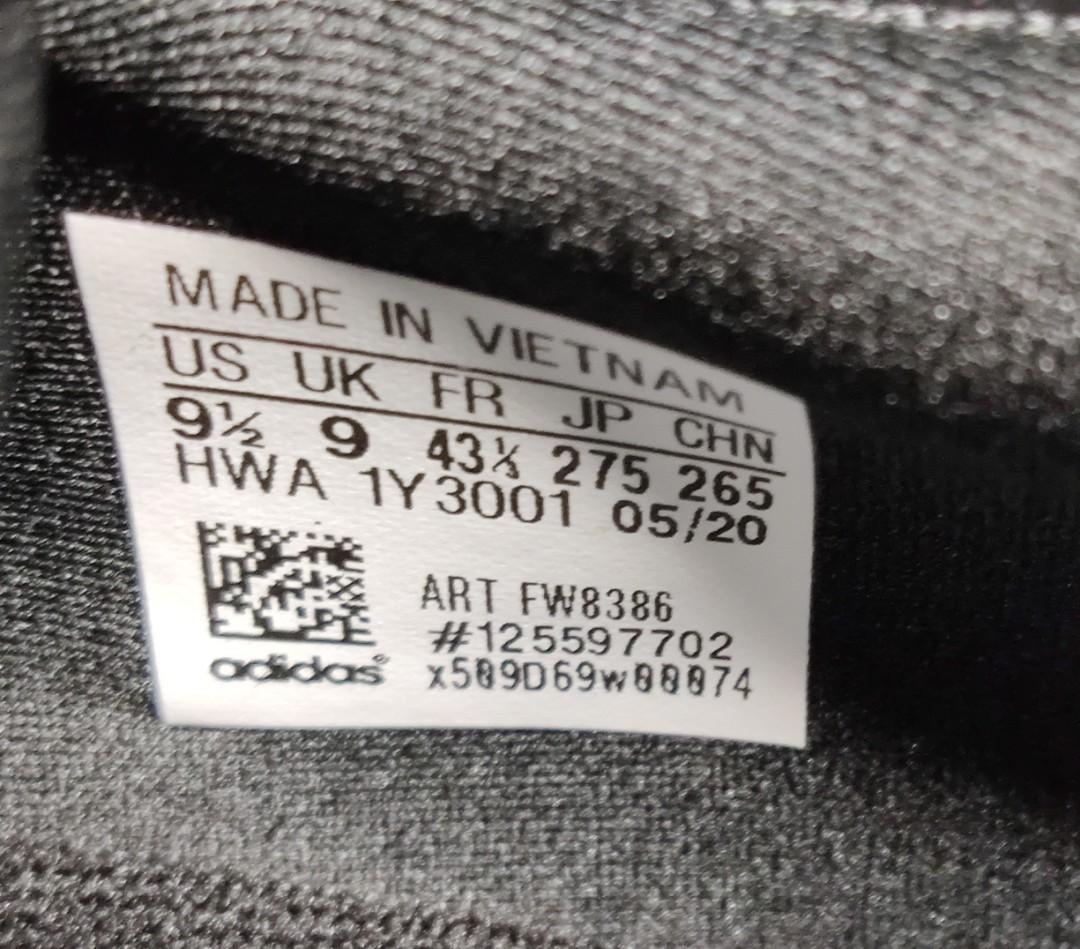 MADE IN VIETNAM
US UK FR JP CHN
9½ 9 43⅓ 275 265
HWA 1Y3001 05/20
ART FW8386
#125597702
adidas® x509D69w00074